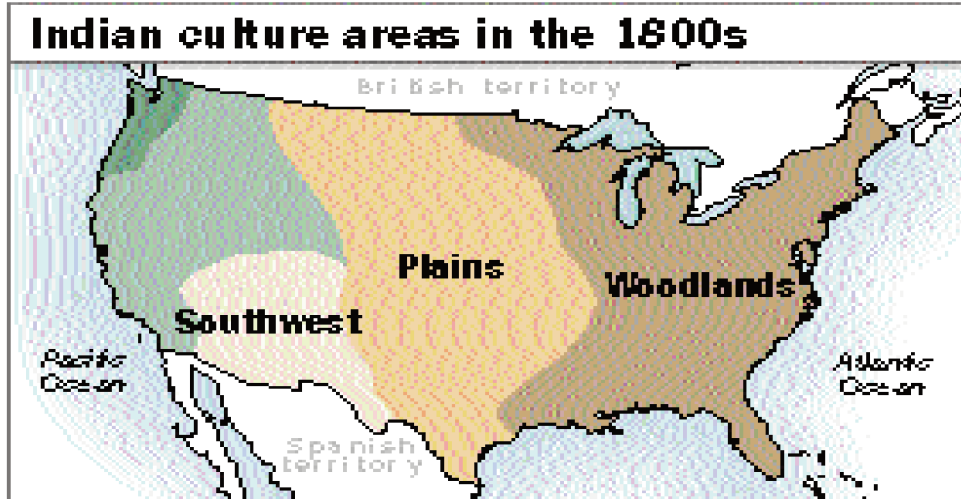 Indian culture areas in the 1800s
British territory
Plains
Woodlands
Southwest
Pacific
Ocean
Atlantic
Ocean
Spanish
territory